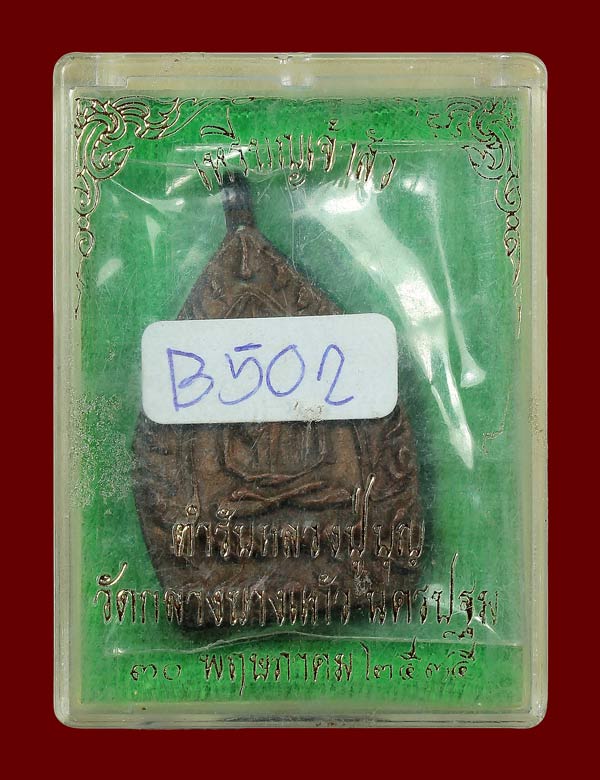 เหรียญเจ้าสัว
B502
ตำรับหลวงปู่บุญ
วัดกลางบางแก้ว นครปฐม
๓๐ พฤษภาคม ๒๕๓๕